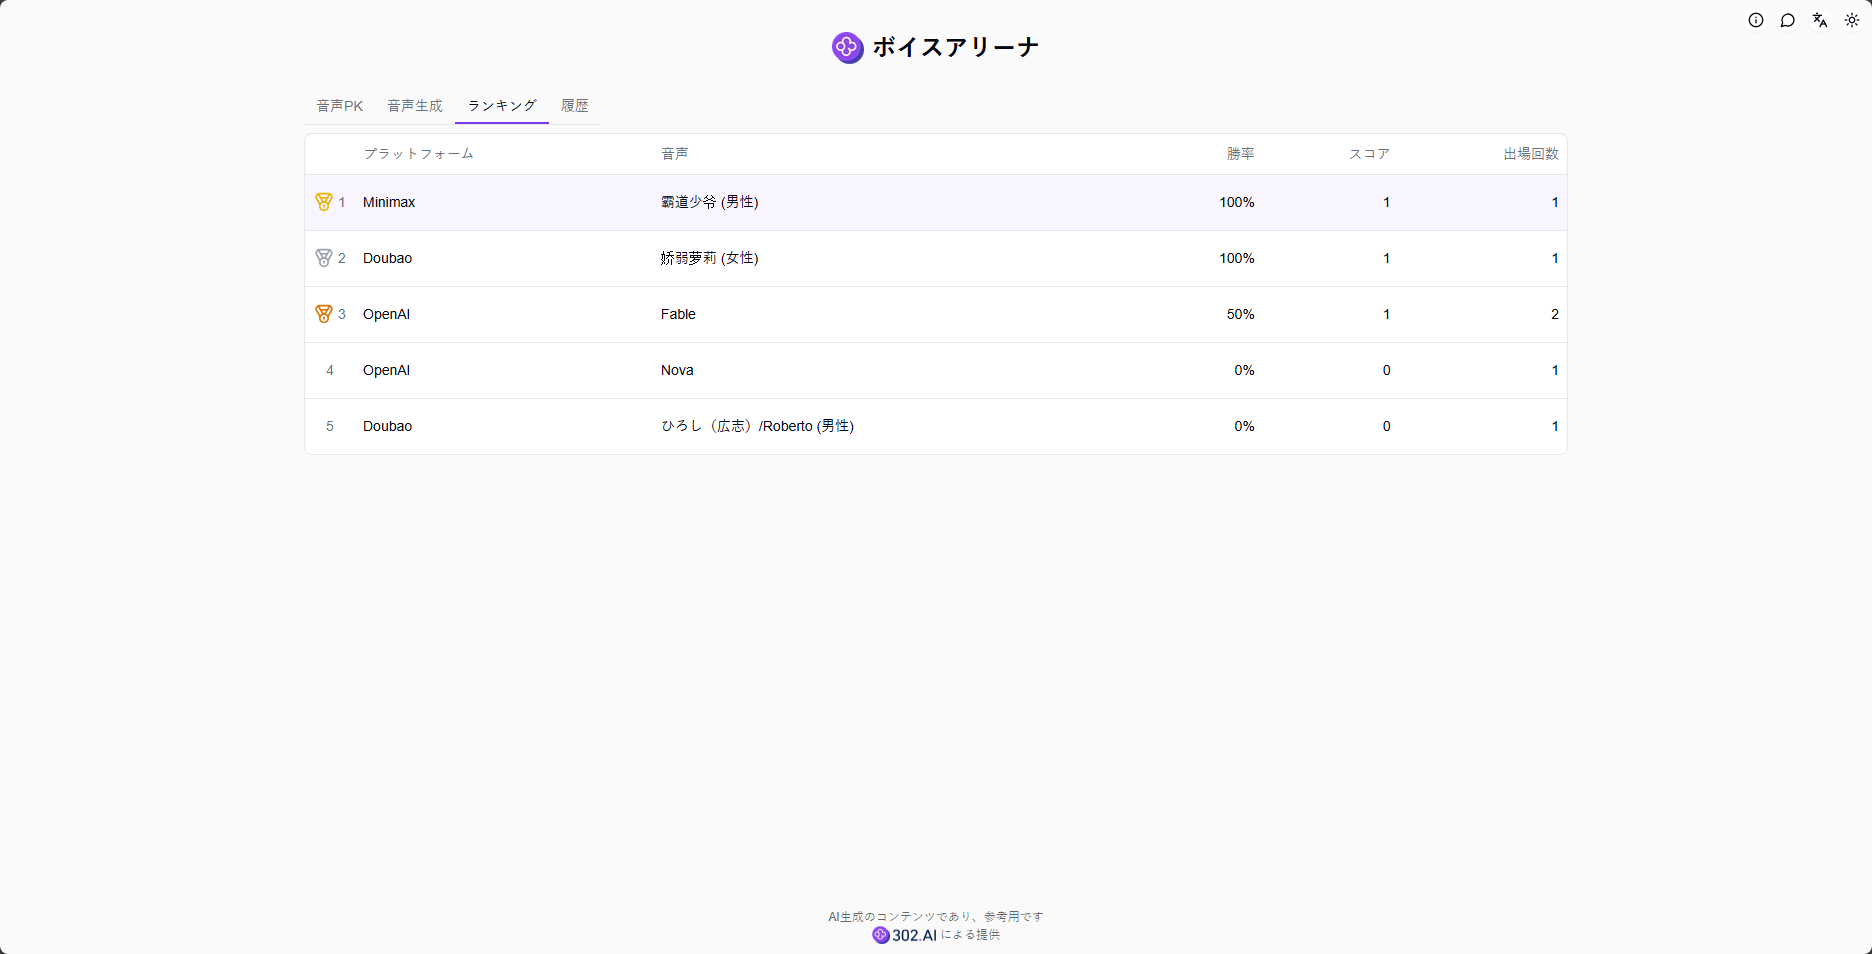 ボイスアリーナ
音声PK 音声生成 ランキング 履歴
プラットフォーム 音声 勝率 スコア 出場回数
1 Minimax 霸道少爷 (男性) 100% 1 1
2 Doubao 娇弱萝莉 (女性) 100% 1 1
3 OpenAI Fable 50% 1 2
4 OpenAI Nova 0% 0 1
5 Doubao ひろし（広志）/Roberto (男性) 0% 0 1
AI生成のコンテンツであり、参考用です
302.AI による提供